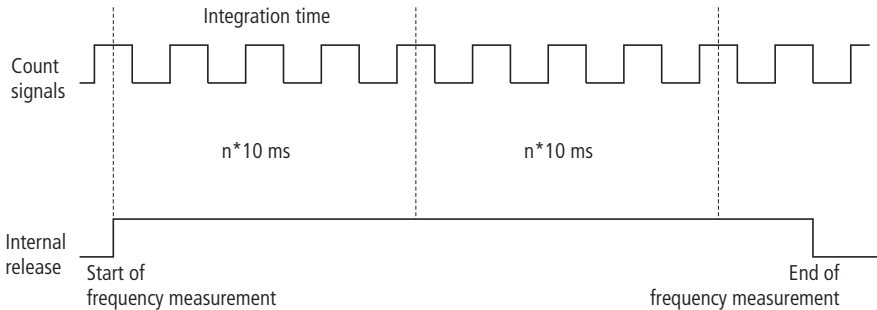 Integration time
Count
signals
n*10 ms
n*10 ms
Internal
release
Start of
frequency measurement
End of
frequency measurement